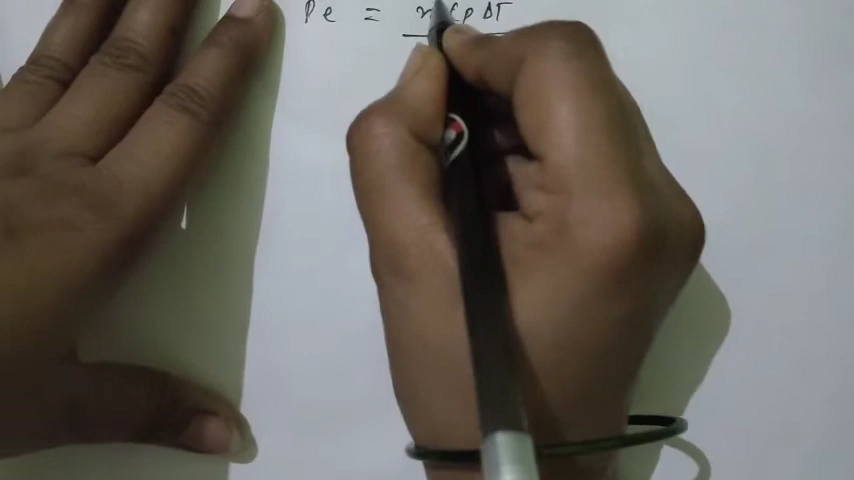 Pe = Cp ΔT